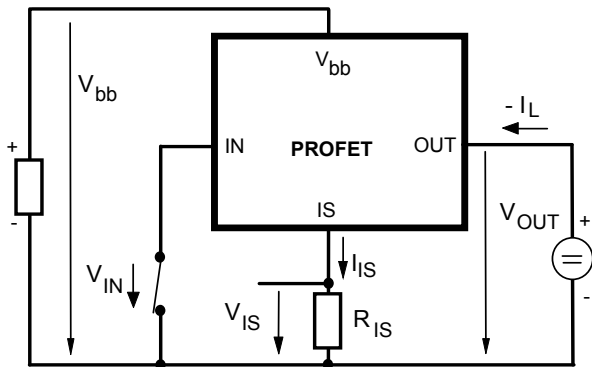 V_bb
V_bb
- I_L
IN
PROFET
OUT
+
IS
V_OUT
-
+
V_IN
I_IS
V_IS
R_IS
-